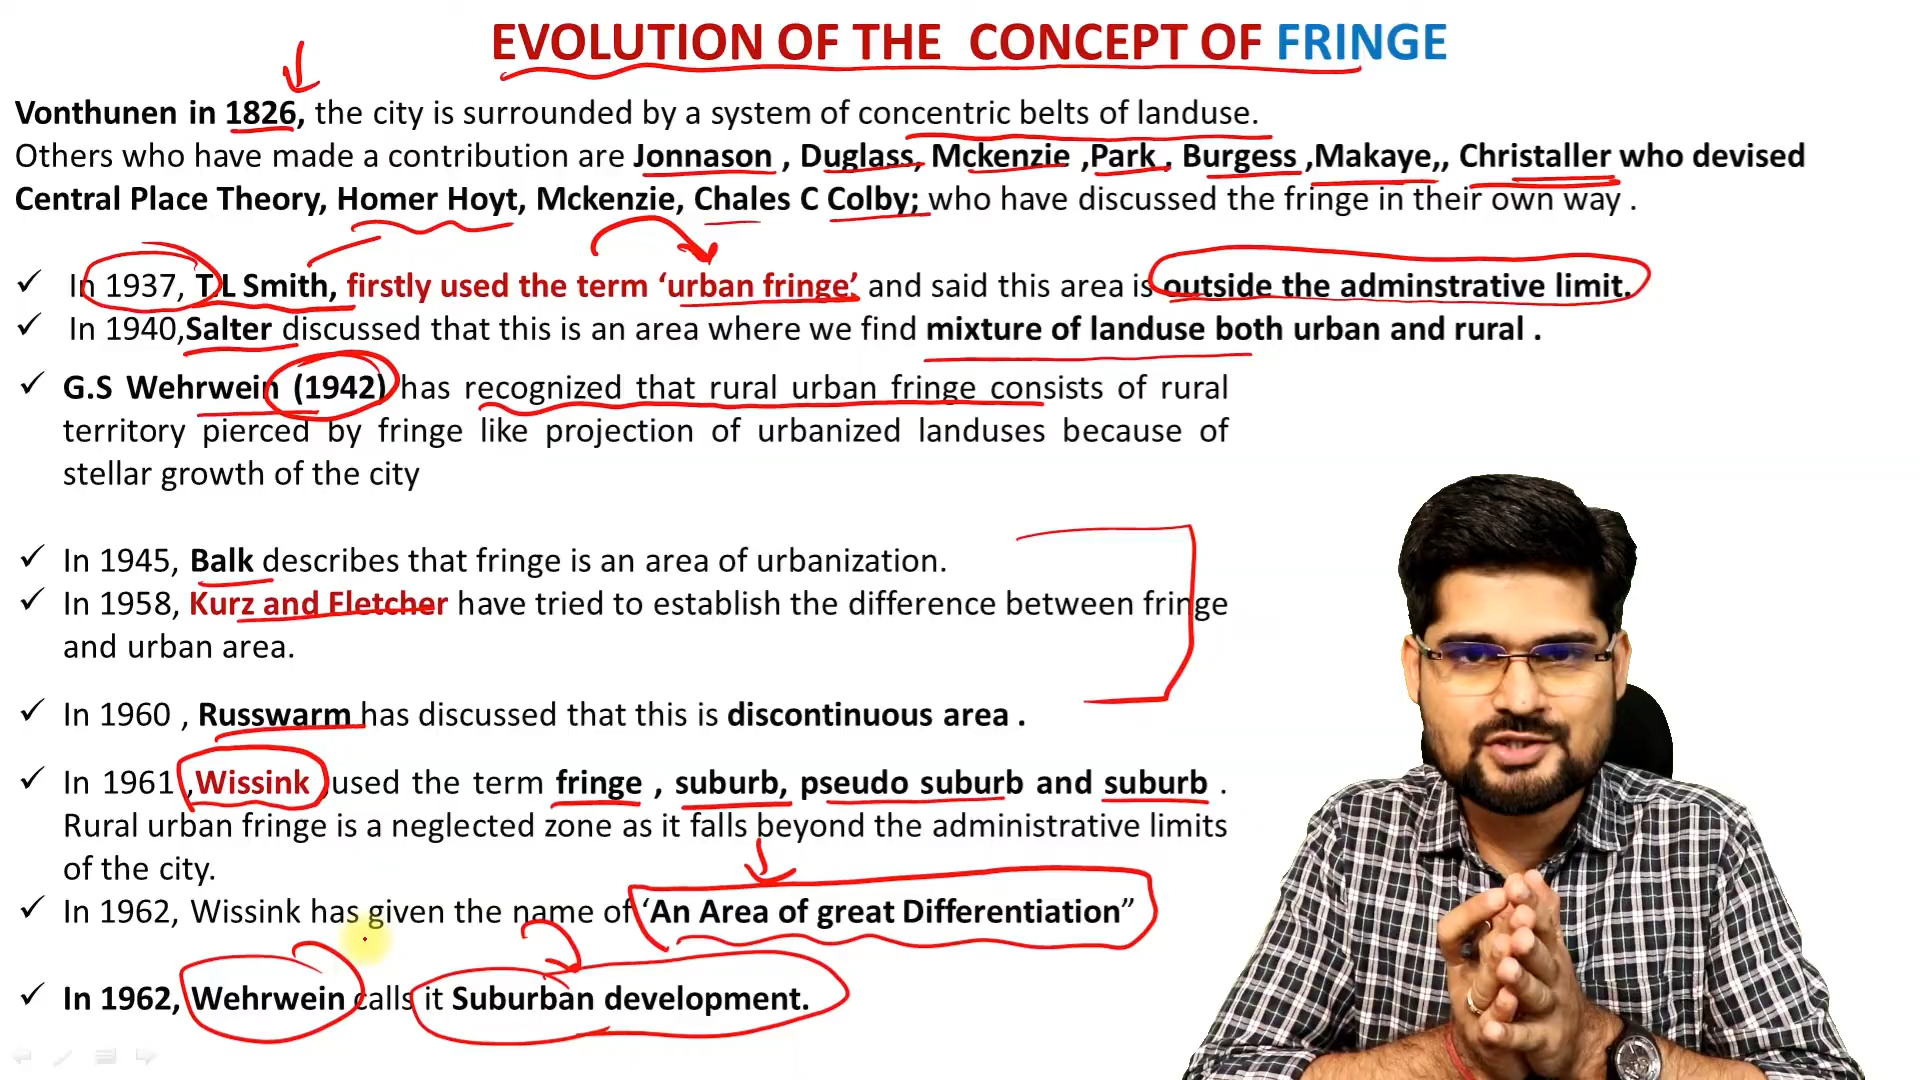 EVOLUTION OF THE CONCEPT OF FRINGE
Vonthunen in 1826, the city is surrounded by a system of concentric belts of landuse.
Others who have made a contribution are Jonnason , Duglass, Mckenzie ,Park , Burgess ,Makaye,, Christaller who devised
Central Place Theory, Homer Hoyt, Mckenzie, Chales C Colby; who have discussed the fringe in their own way .
✓ In 1937, T.L Smith, firstly used the term ‘urban fringe’ and said this area is outside the adminstrative limit.
✓ In 1940,Salter discussed that this is an area where we find mixture of landuse both urban and rural .
✓ G.S Wehrwein (1942) has recognized that rural urban fringe consists of rural
territory pierced by fringe like projection of urbanized landuses because of
stellar growth of the city
✓ In 1945, Balk describes that fringe is an area of urbanization.
✓ In 1958, Kurz and Fletcher have tried to establish the difference between fringe
and urban area.
✓ In 1960 , Russwarm has discussed that this is discontinuous area .
✓ In 1961 ,Wissink used the term fringe , suburb, pseudo suburb and suburb .
Rural urban fringe is a neglected zone as it falls beyond the administrative limits
of the city.
✓ In 1962, Wissink has given the name of ‘An Area of great Differentiation”
✓ In 1962, Wehrwein calls it Suburban development.